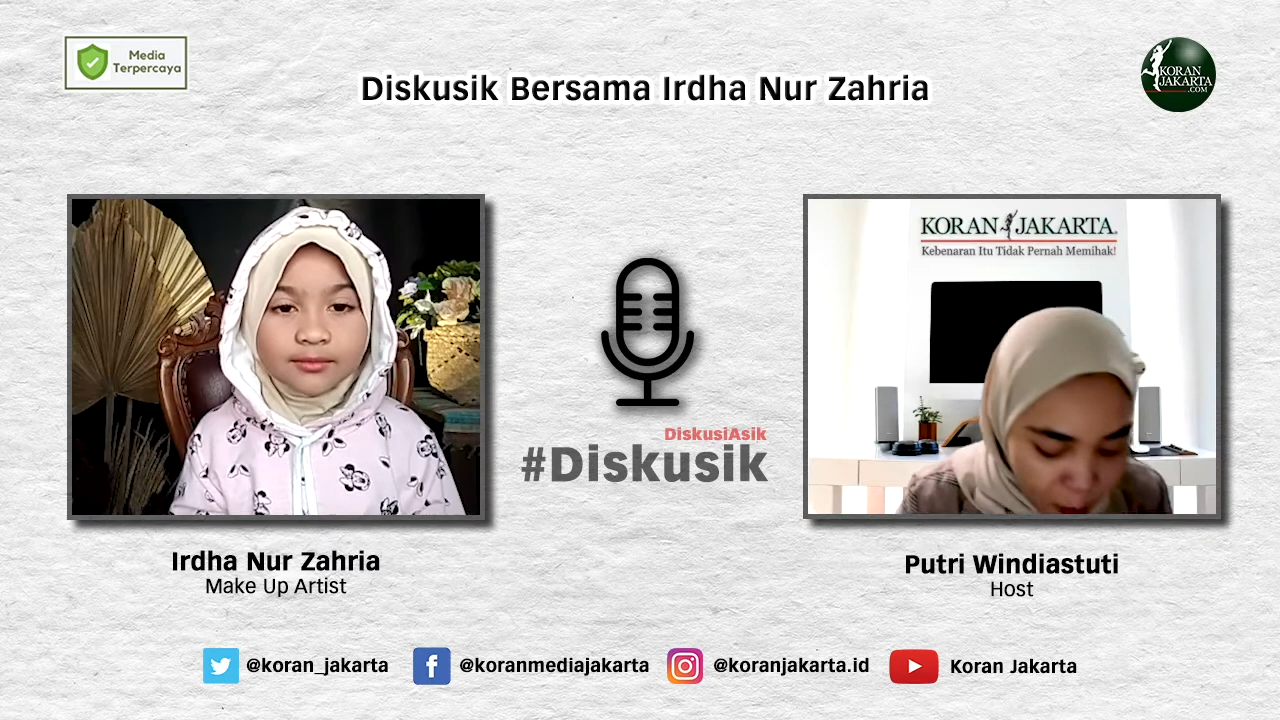 Media
Terpercaya
Diskusik Bersama Irdha Nur Zahria
KORAN
JAKARTA
.COM
KORAN JAKARTA
Kebenaran Itu Tidak Pernah Memihak!
DiskusiAsik
#Diskusik
Irdha Nur Zahria
Make Up Artist
Putri Windiastuti
Host
@koran_jakarta
@koranmediajakarta
@koranjakarta.id
Koran Jakarta